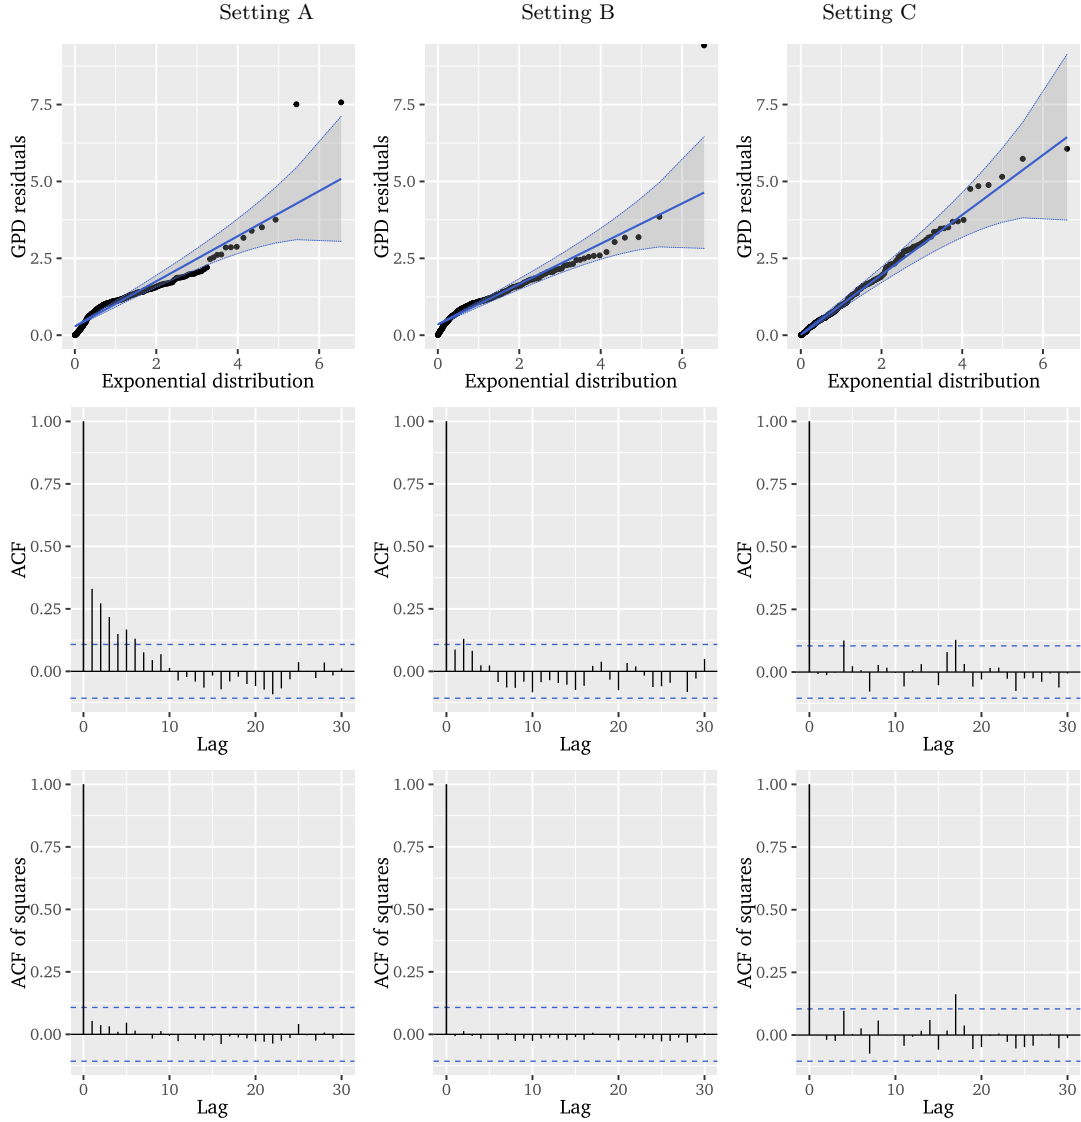 Setting A Setting B Setting C
GPD residuals
7.5
5.0
2.5
0.0
0 2 4 6
Exponential distribution
GPD residuals
7.5
5.0
2.5
0.0
0 2 4 6
Exponential distribution
GPD residuals
7.5
5.0
2.5
0.0
0 2 4 6
Exponential distribution
ACF
1.00
0.75
0.50
0.25
0.00
0 10 20 30
Lag
ACF
1.00
0.75
0.50
0.25
0.00
0 10 20 30
Lag
ACF
1.00
0.75
0.50
0.25
0.00
0 10 20 30
Lag
ACF of squares
1.00
0.75
0.50
0.25
0.00
0 10 20 30
Lag
ACF of squares
1.00
0.75
0.50
0.25
0.00
0 10 20 30
Lag
ACF of squares
1.00
0.75
0.50
0.25
0.00
0 10 20 30
Lag